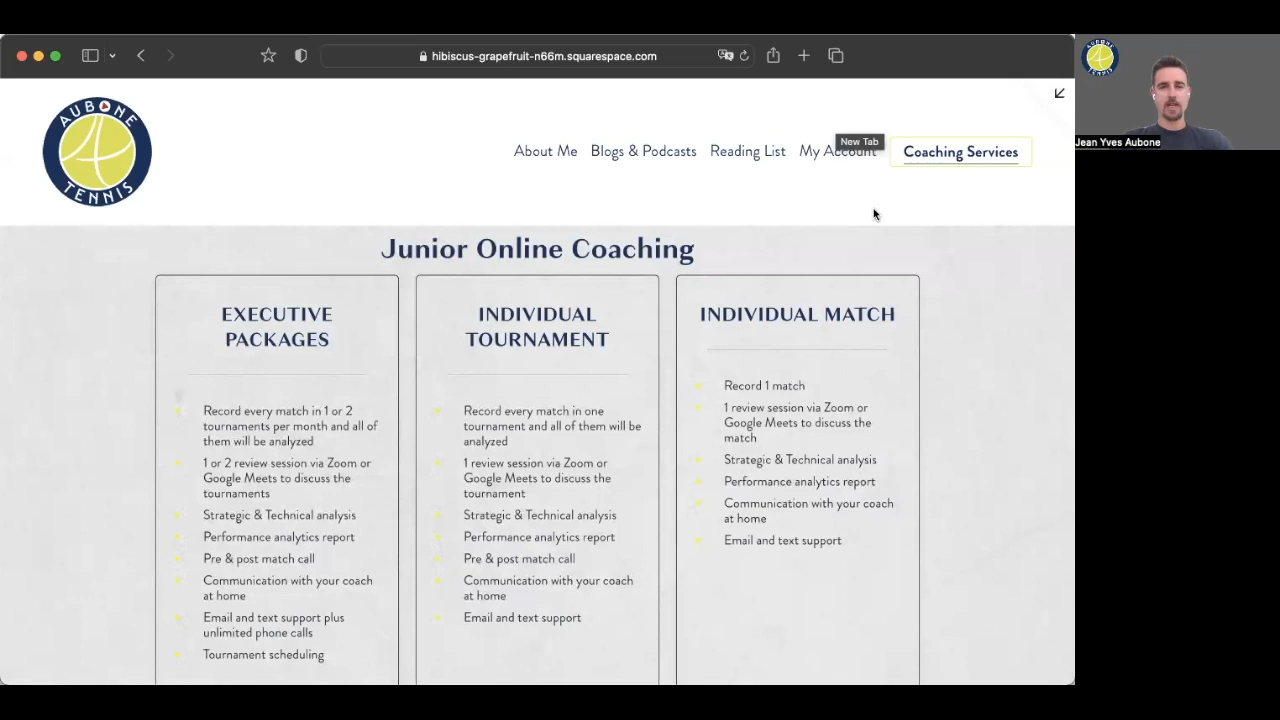 hibiscus-grapefruit-n66m.squarespace.com
AUBONE
TENNIS
Jean Yves Aubone
AUBONE
TENNIS
About Me Blogs & Podcasts Reading List My Account Coaching Services
New Tab
Junior Online Coaching
EXECUTIVE
PACKAGES
Record every match in 1 or 2
tournaments per month and all of
them will be analyzed
1 or 2 review session via Zoom or
Google Meets to discuss the
tournaments
Strategic & Technical analysis
Performance analytics report
Pre & post match call
Communication with your coach
at home
Email and text support plus
unlimited phone calls
Tournament scheduling
INDIVIDUAL
TOURNAMENT
Record every match in one
tournament and all of them will be
analyzed
1 review session via Zoom or
Google Meets to discuss the
tournament
Strategic & Technical analysis
Performance analytics report
Pre & post match call
Communication with your coach
at home
Email and text support
INDIVIDUAL MATCH
Record 1 match
1 review session via Zoom or
Google Meets to discuss the
match
Strategic & Technical analysis
Performance analytics report
Communication with your coach
at home
Email and text support